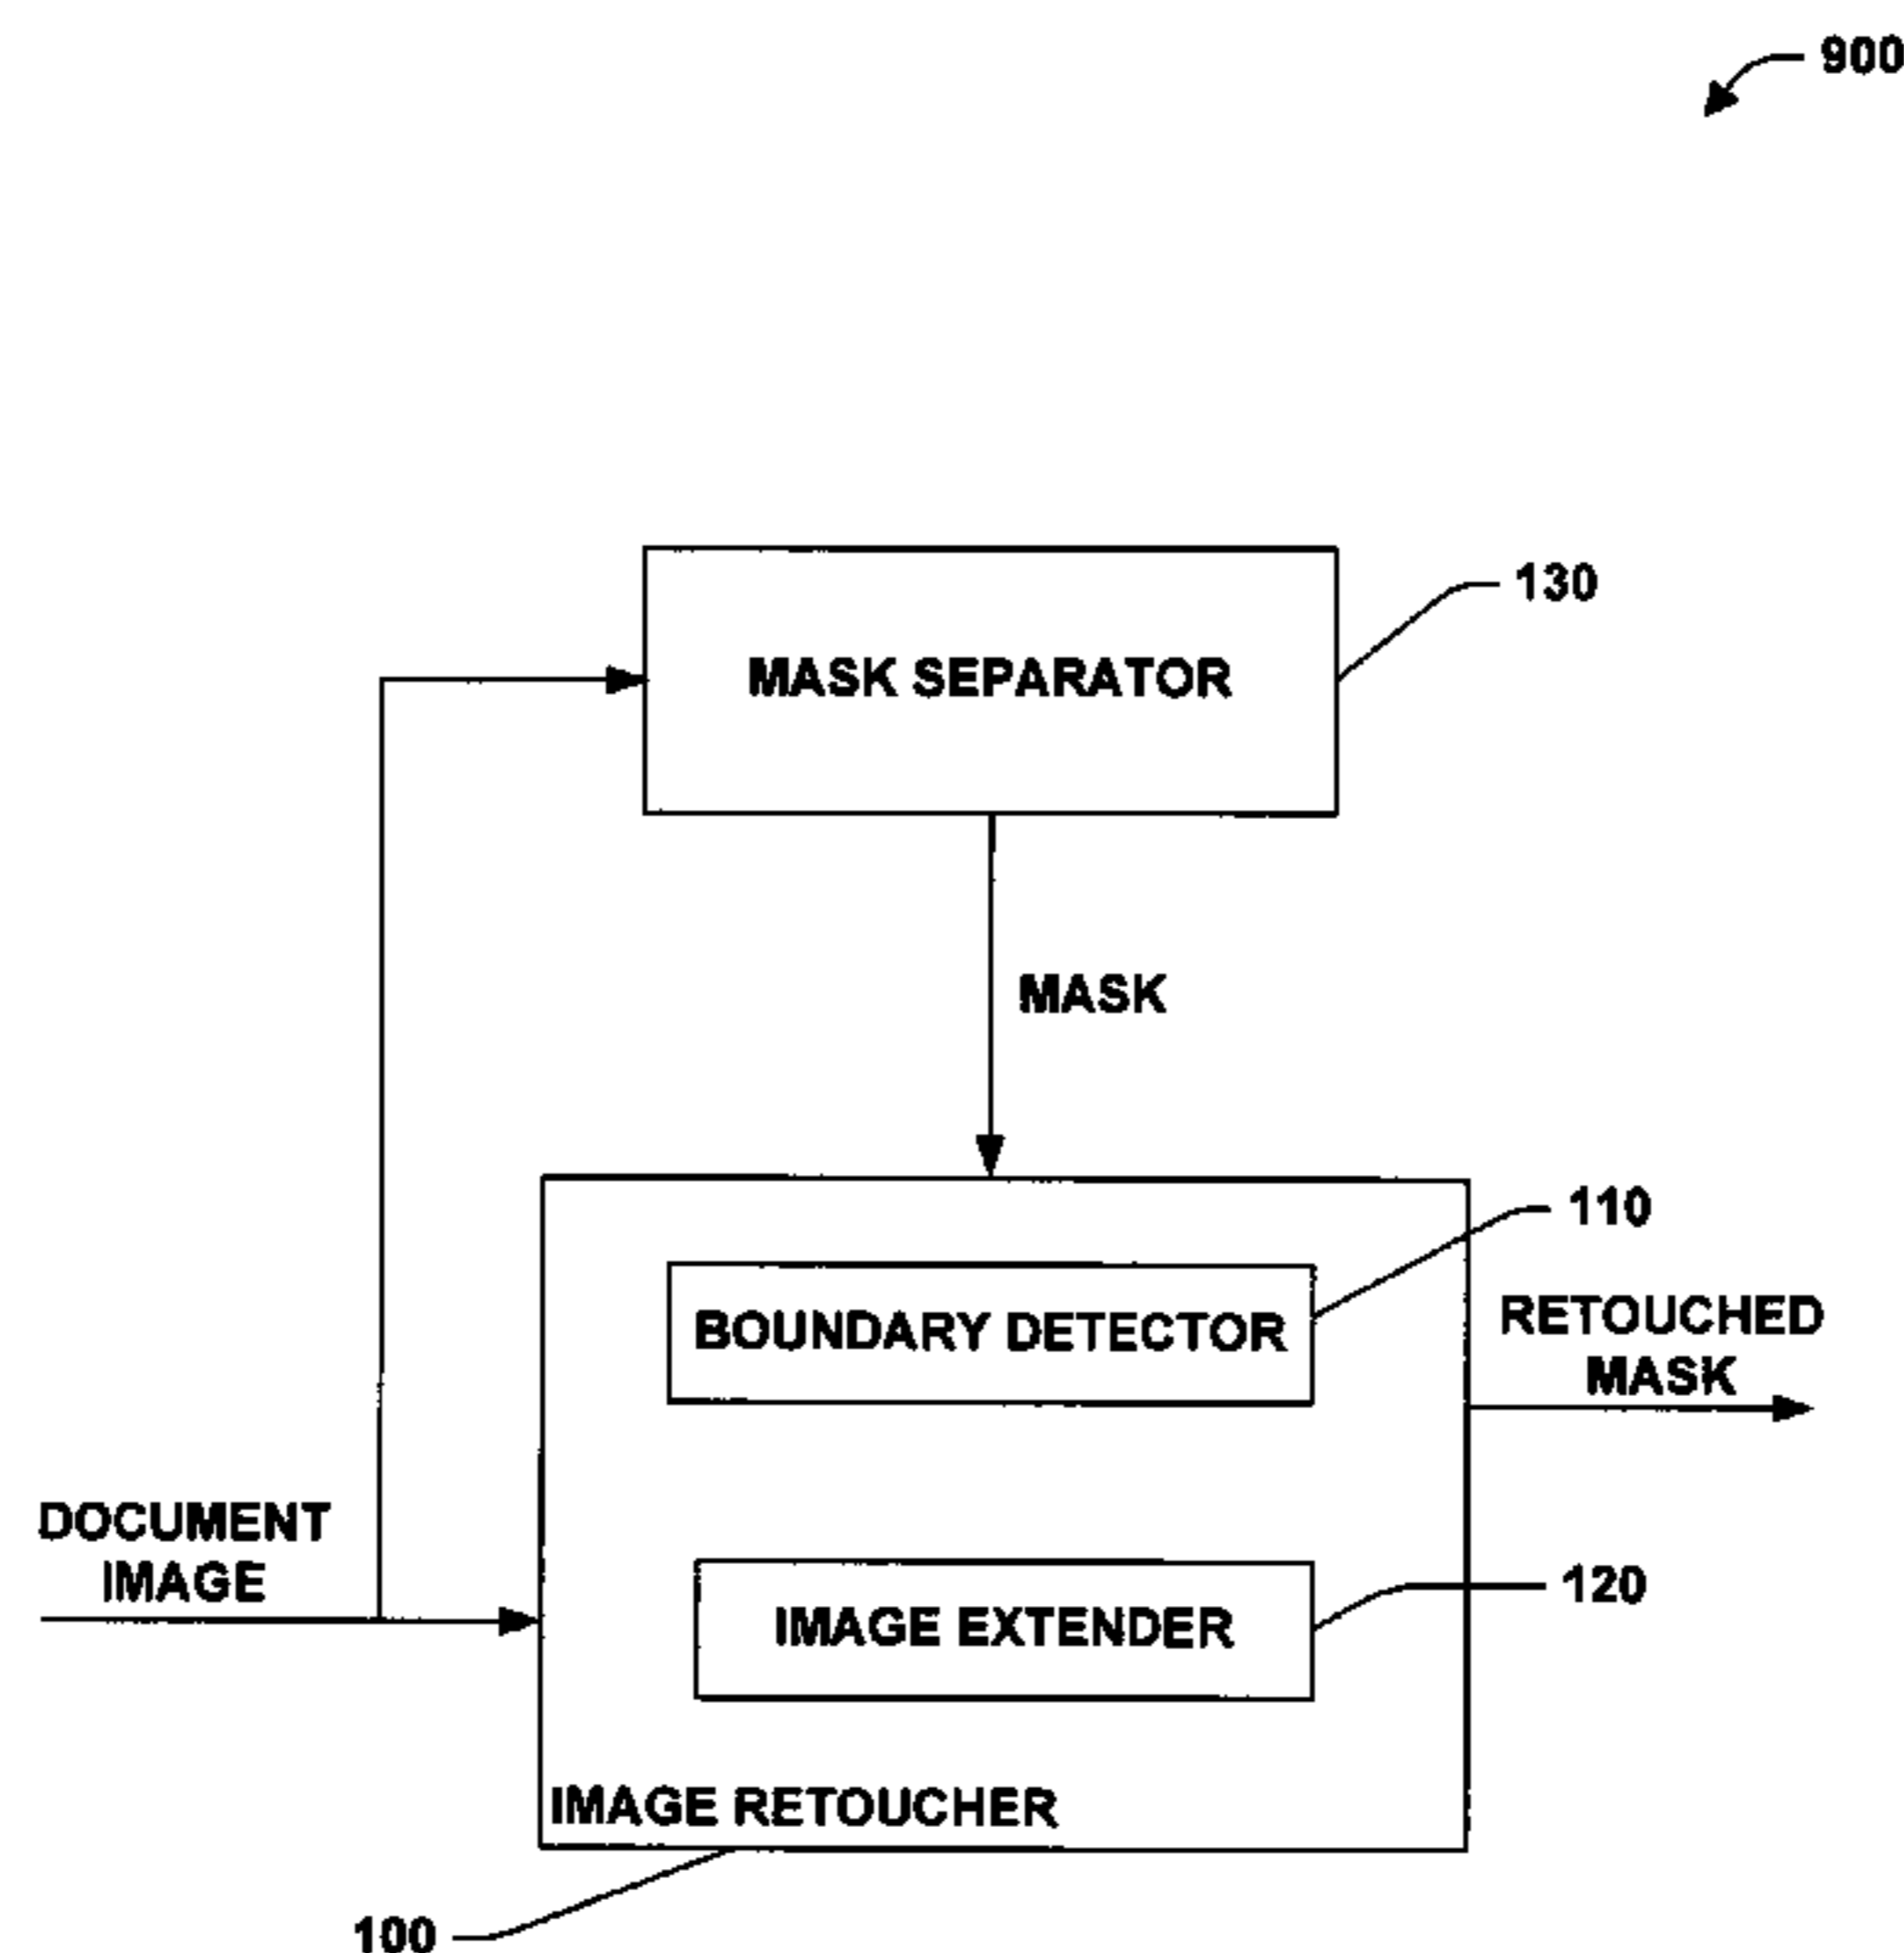 900
130
MASK SEPARATOR
MASK
110
BOUNDARY DETECTOR
RETOUCHED
MASK
DOCUMENT
IMAGE
120
IMAGE EXTENDER
IMAGE RETOUCHER
100